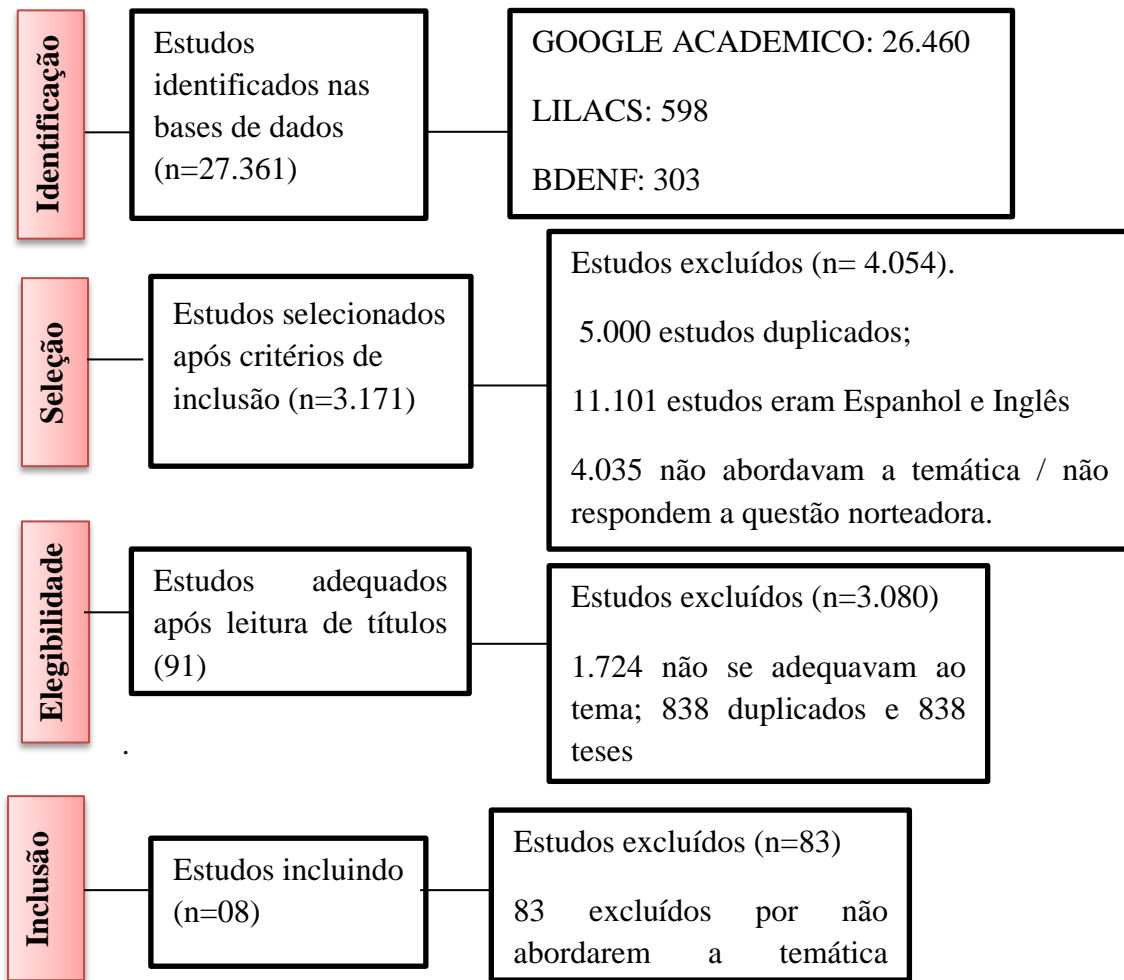 Identificação
Estudos
identificados nas
bases de dados
(n=27.361)
GOOGLE ACADEMICO: 26.460
LILACS: 598
BDENF: 303
Seleção
Estudos selecionados
após critérios de
inclusão (n=3.171)
Estudos excluídos (n= 4.054).
5.000 estudos duplicados;
11.101 estudos eram Espanhol e Inglês
4.035 não abordavam a temática / não
respondem a questão norteadora.
Elegibilidade
Estudos adequados
após leitura de títulos
(91)
Estudos excluídos (n=3.080)
1.724 não se adequavam ao
tema; 838 duplicados e 838
teses
.
Inclusão
Estudos incluindo
(n=08)
Estudos excluídos (n=83)
83 excluídos por não
abordarem a temática